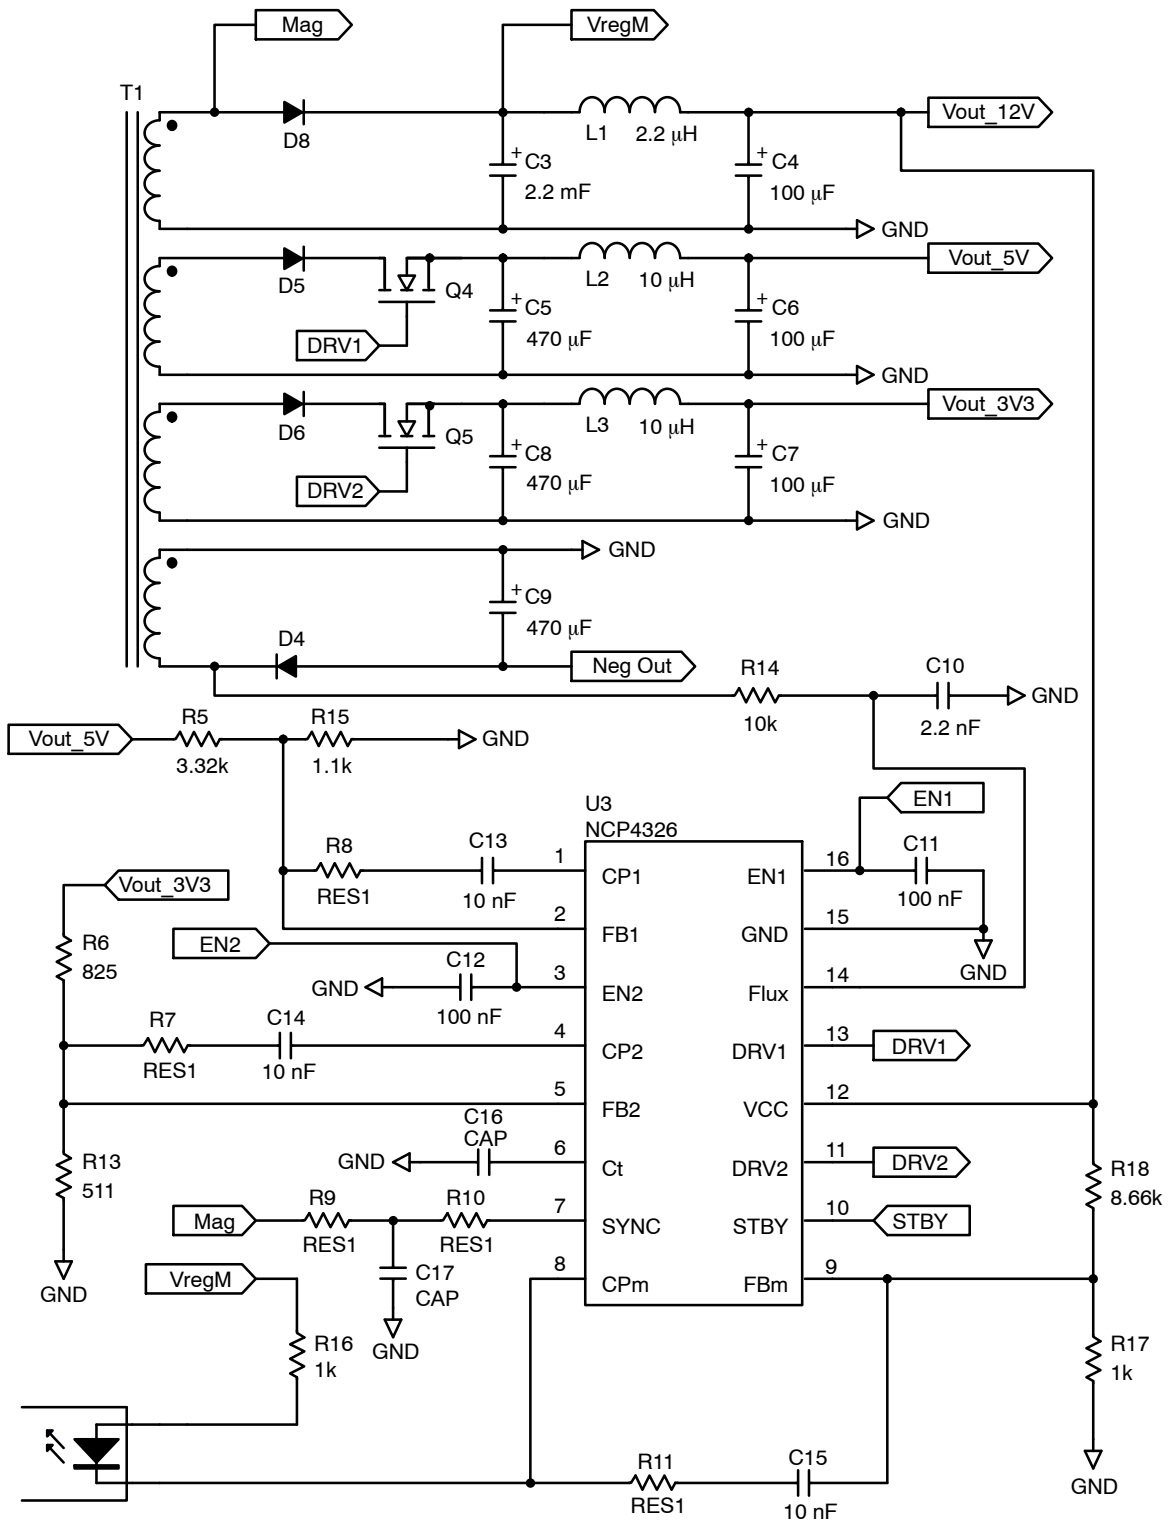 Mag
VregM
T1
D8
L1 2.2 μH
Vout_12V
+ C3
2.2 mF
+ C4
100 μF
GND
D5
Q4
L2 10 μH
Vout_5V
DRV1
+ C5
470 μF
+ C6
100 μF
GND
D6
Q5
L3 10 μH
Vout_3V3
DRV2
+ C8
470 μF
+ C7
100 μF
GND
GND
+ C9
470 μF
D4
Neg Out
R14
10k
C10
2.2 nF
GND
Vout_5V
R5
3.32k
R15
1.1k
GND
U3
NCP4326
EN1
R8
RES1
C13
10 nF
1
CP1
EN1
16
C11
100 nF
Vout_3V3
2
FB1
GND
15
GND
R6
825
EN2
C12
100 nF
GND
3
EN2
Flux
14
R7
RES1
C14
10 nF
4
CP2
DRV1
13
DRV1
5
FB2
VCC
12
C16
CAP
GND
6
Ct
DRV2
11
DRV2
R13
511
GND
R18
8.66k
Mag
R9
RES1
R10
RES1
7
SYNC
STBY
10
STBY
C17
CAP
GND
VregM
8
CPm
FBm
9
R16
1k
R17
1k
GND
R11
RES1
C15
10 nF